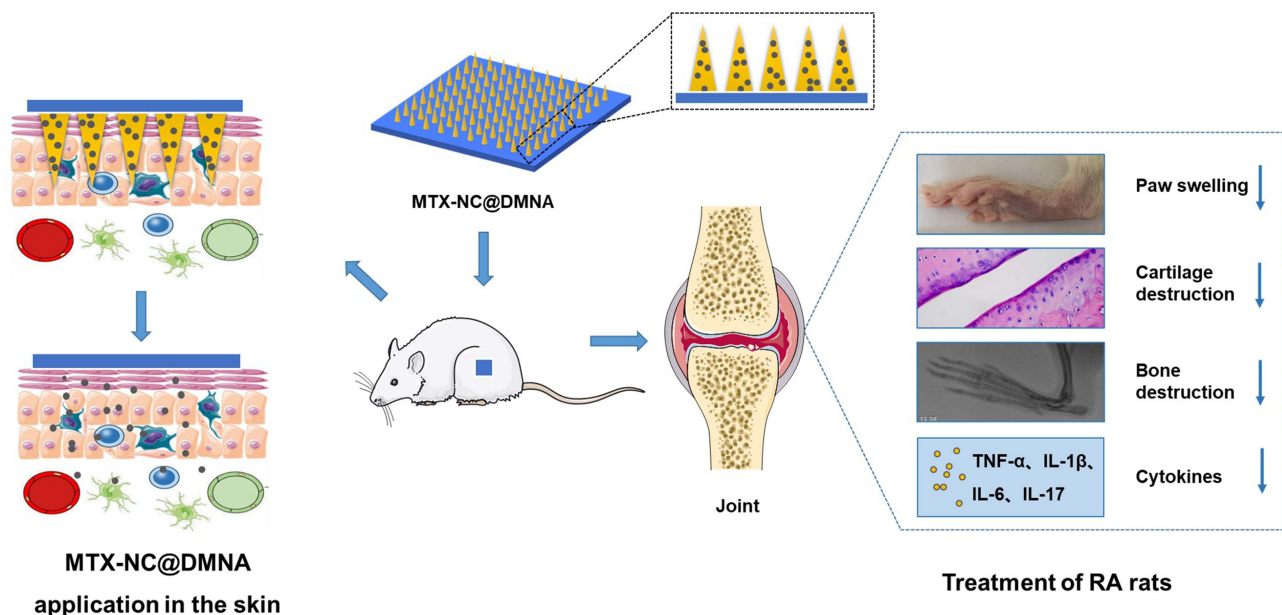 MTX-NC@DMNA
Paw swelling
Cartilage
destruction
Bone
destruction
TNF-α、IL-1β、
IL-6、IL-17
Cytokines
Joint
MTX-NC@DMNA
application in the skin
Treatment of RA rats